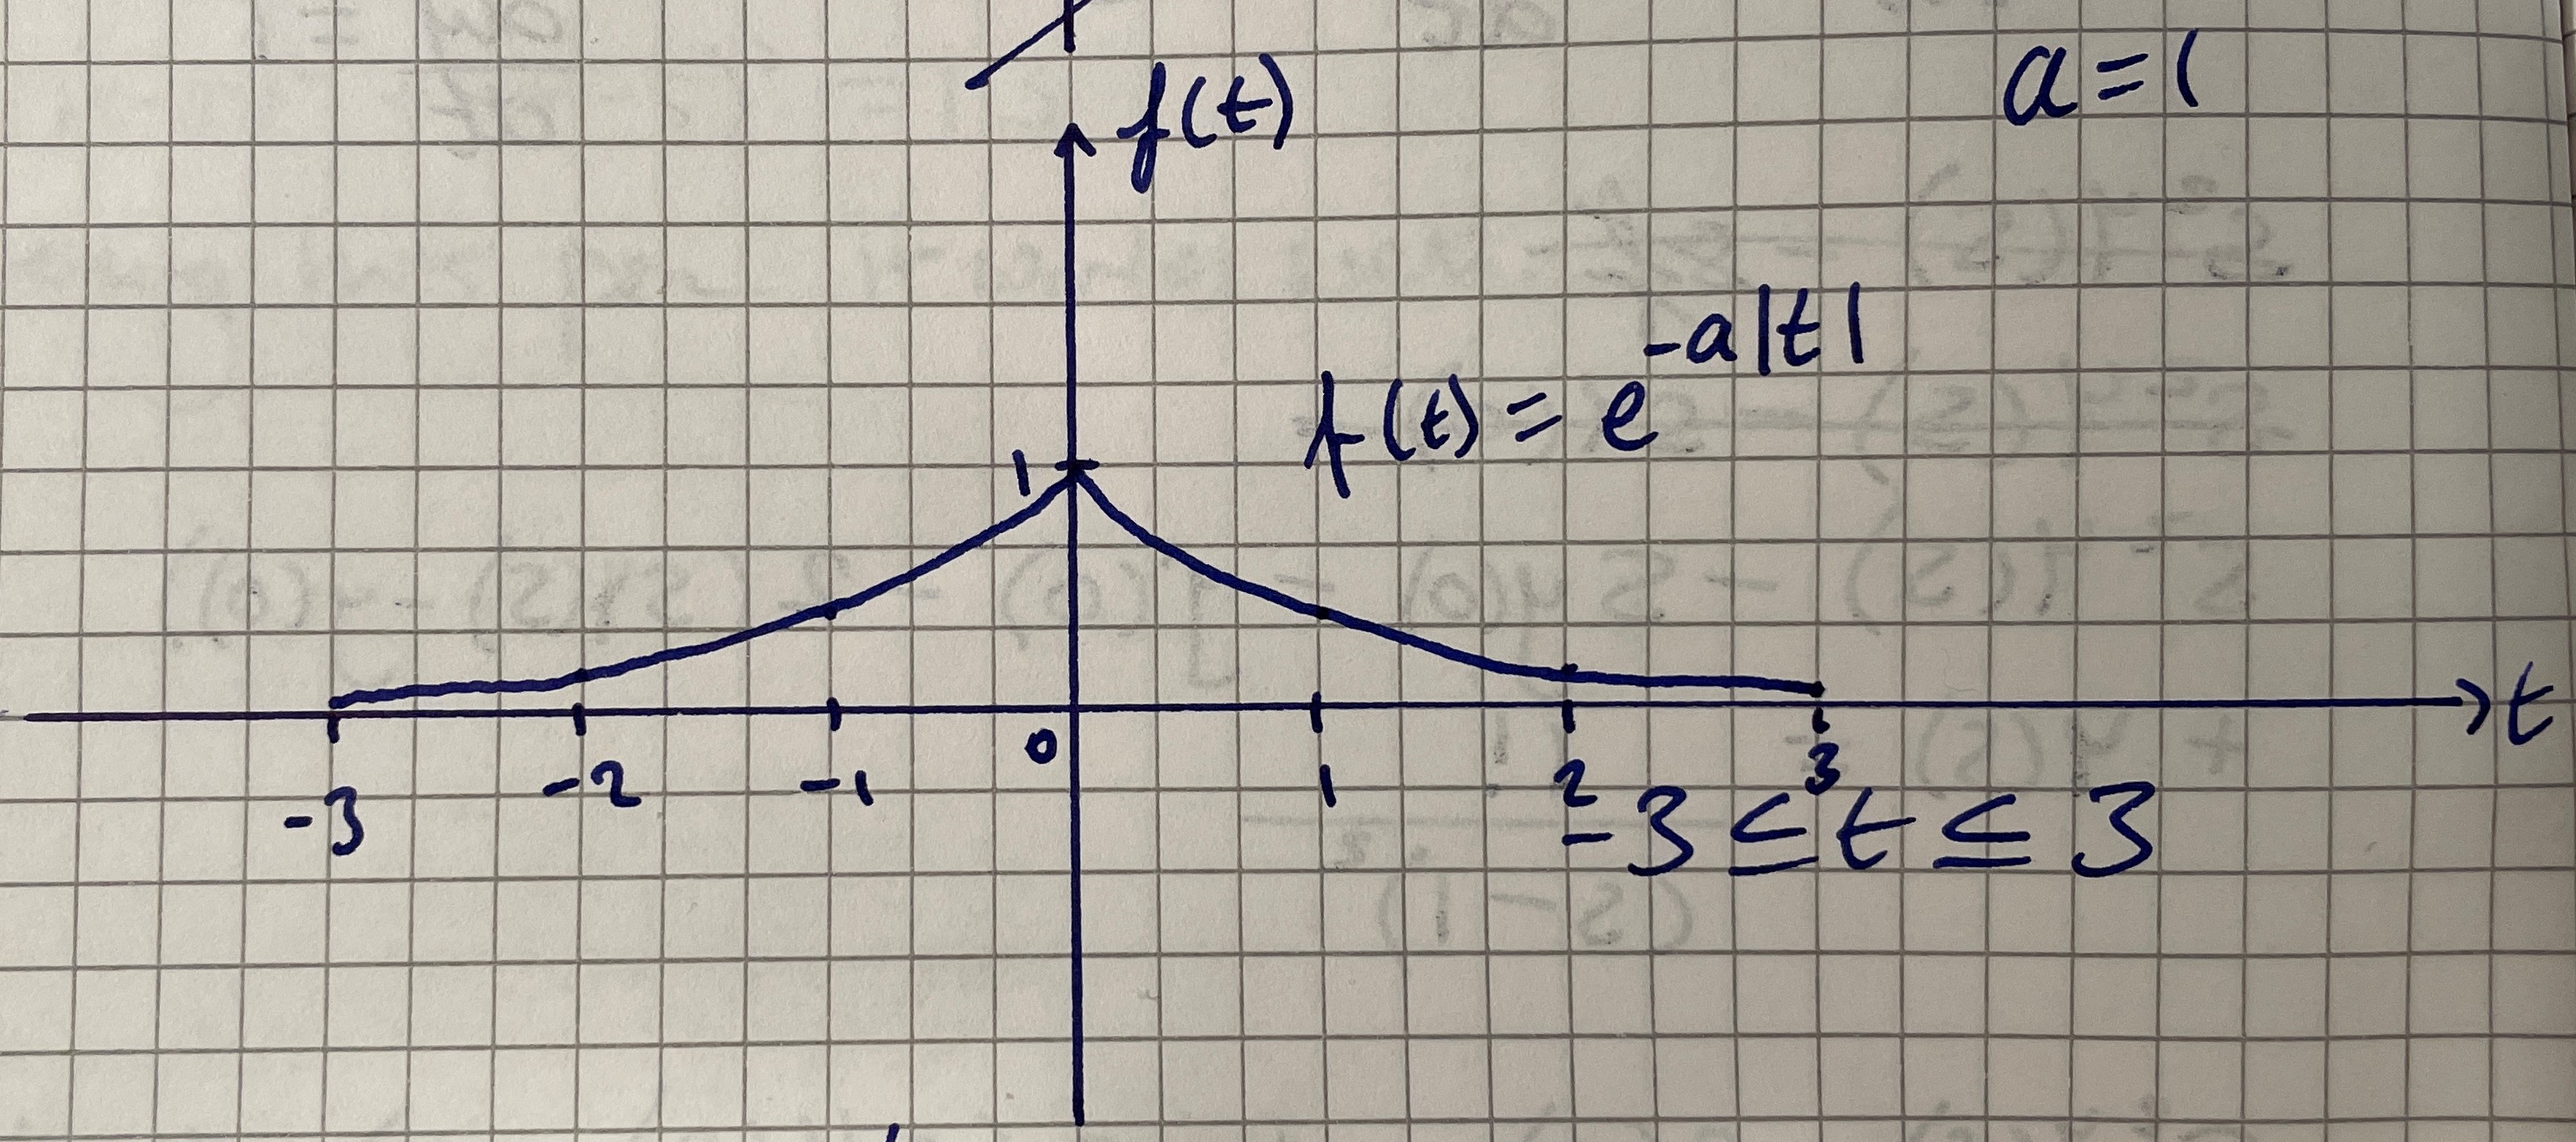 a=1
f(t)
f(t) = e^{-a|t|}
1
0
-3 -2 -1 1 2 3
-3 ≤ t ≤ 3
t